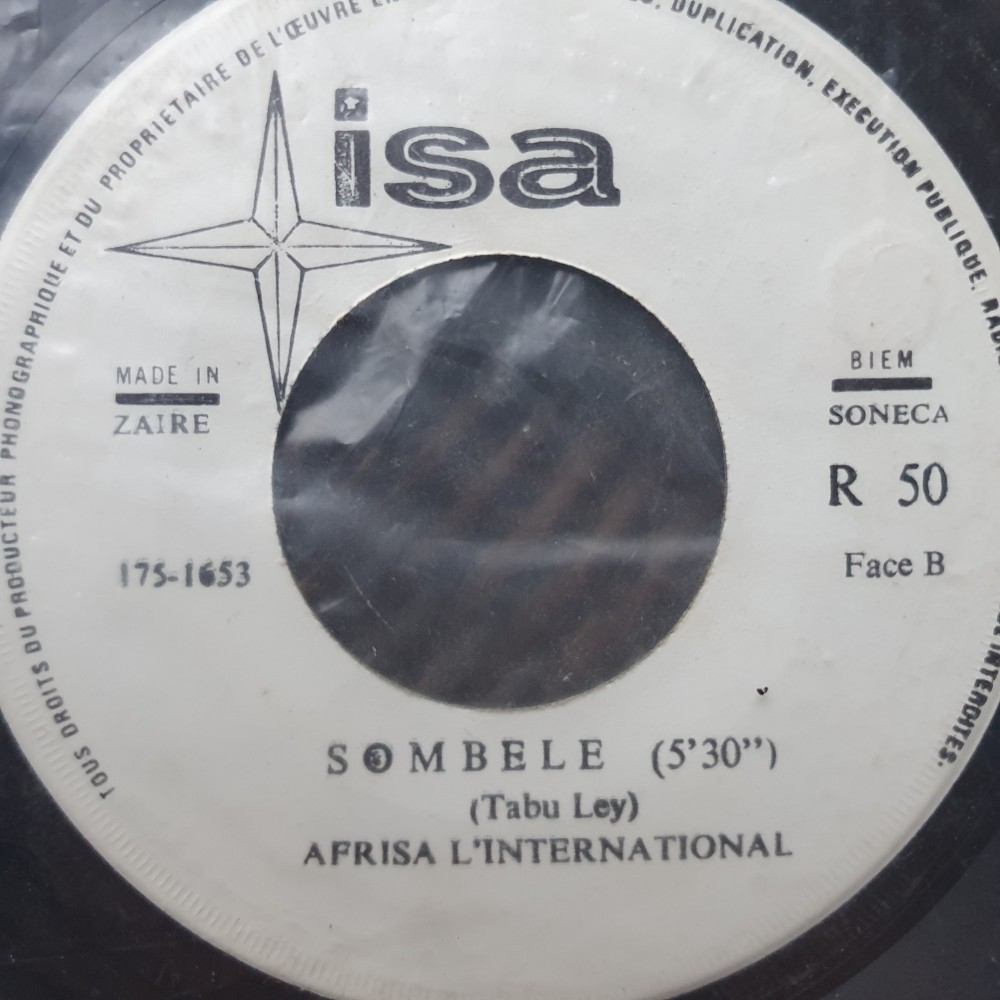 TOUS DROITS DU PRODUCTEUR PHONOGRAPHIQUE ET DU PROPRIETAIRE DE L'ŒUVRE
DUPLICATION, EXECUTION PUBLIQUE,
INTERDITES.
isa
MADE IN
ZAIRE
BIEM
SONECA
R 50
175-1653
Face B
SOMBELE (5'30")
(Tabu Ley)
AFRISA L'INTERNATIONAL